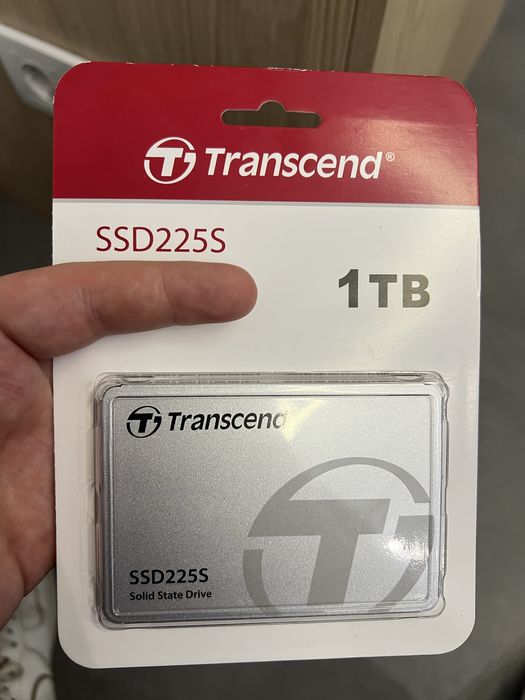 Transcend®
SSD225S
1TB
Transcend
SSD225S
Solid State Drive